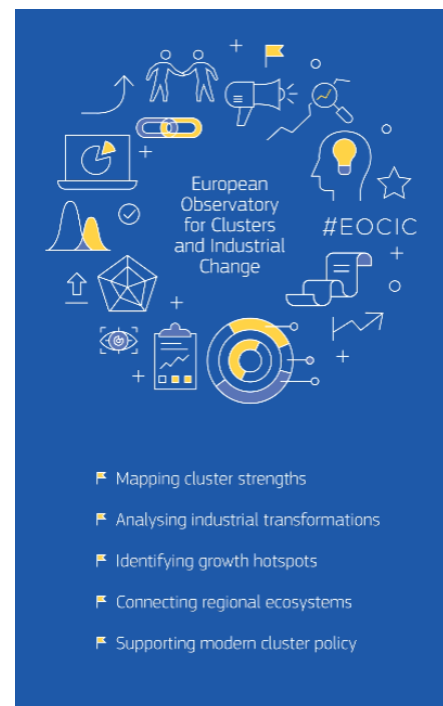 European
Observatory
for Clusters
and Industrial
Change
#EOCIC
Mapping cluster strengths
Analysing industrial transformations
Identifying growth hotspots
Connecting regional ecosystems
Supporting modern cluster policy